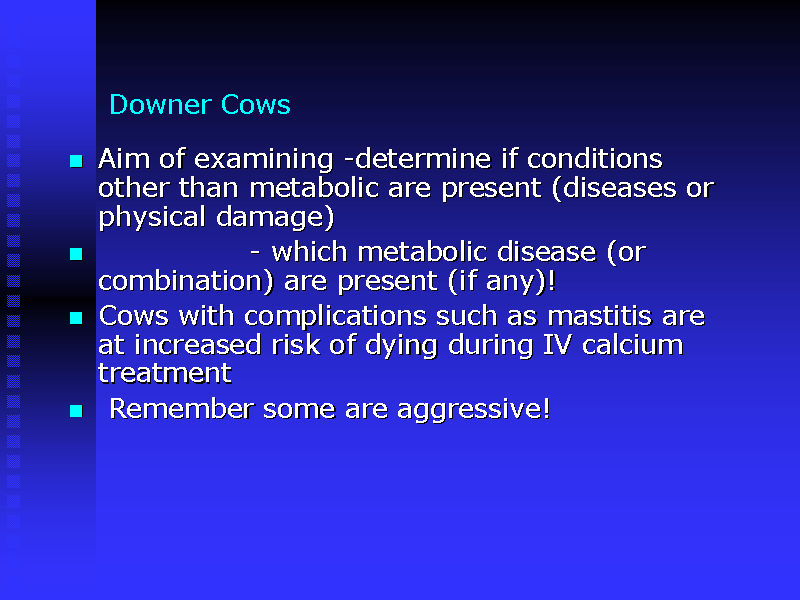 Downer Cows
Aim of examining -determine if conditions
other than metabolic are present (diseases or
physical damage)
- which metabolic disease (or
combination) are present (if any)!
Cows with complications such as mastitis are
at increased risk of dying during IV calcium
treatment
Remember some are aggressive!